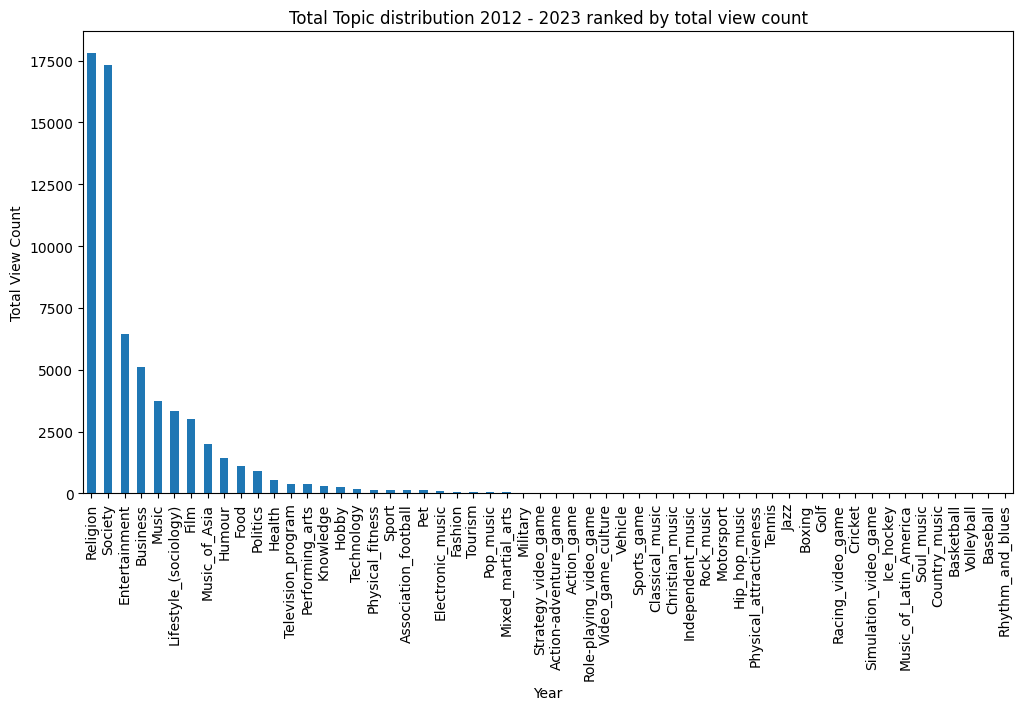 Total Topic distribution 2012 - 2023 ranked by total view count
Total View Count
17500
15000
12500
10000
7500
5000
2500
0
Religion
Society
Entertainment
Business
Music
Lifestyle_(sociology)
Film
Music_of_Asia
Humour
Food
Politics
Health
Television_program
Performing_arts
Knowledge
Hobby
Technology
Physical_fitness
Sport
Association_football
Pet
Electronic_music
Fashion
Tourism
Pop_music
Mixed_martial_arts
Military
Strategy_video_game
Action-adventure_game
Action_game
Role-playing_video_game
Video_game_culture
Vehicle
Sports_game
Classical_music
Christian_music
Independent_music
Rock_music
Motorsport
Hip_hop_music
Physical_attractiveness
Tennis
Jazz
Boxing
Golf
Racing_video_game
Cricket
Simulation_video_game
Ice_hockey
Music_of_Latin_America
Soul_music
Country_music
Basketball
Volleyball
Baseball
Rhythm_and_blues
Year